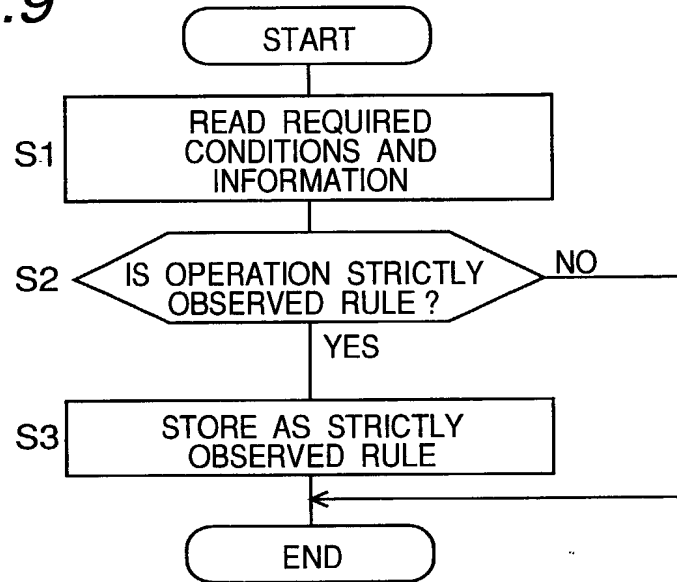 .9
START
S1
READ REQUIRED
CONDITIONS AND
INFORMATION
S2
IS OPERATION STRICTLY
OBSERVED RULE ?
NO
YES
S3
STORE AS STRICTLY
OBSERVED RULE
END